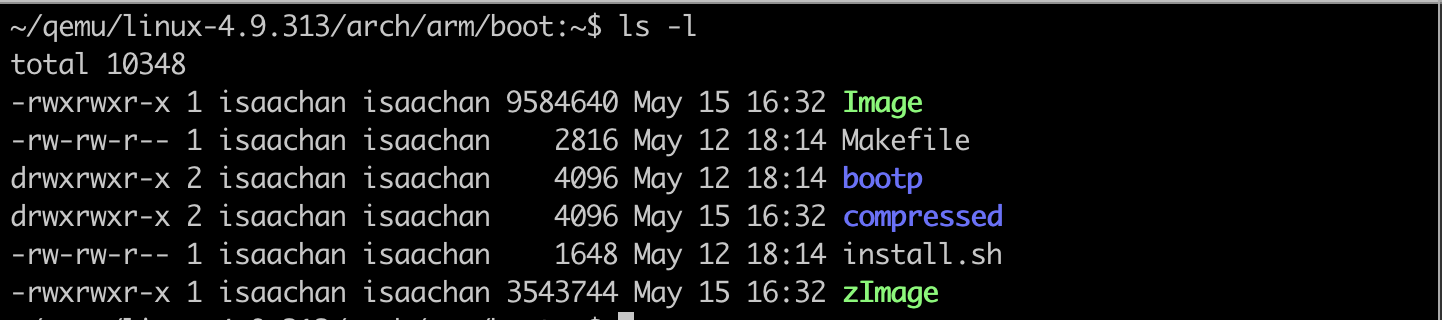 ~/qemu/linux-4.9.313/arch/arm/boot:~$ ls -l
total 10348
-rwxrwxr-x 1 isaachan isaachan 9584640 May 15 16:32 Image
-rw-rw-r-- 1 isaachan isaachan    2816 May 12 18:14 Makefile
drwxrwxr-x 2 isaachan isaachan    4096 May 12 18:14 bootp
drwxrwxr-x 2 isaachan isaachan    4096 May 15 16:32 compressed
-rw-rw-r-- 1 isaachan isaachan    1648 May 12 18:14 install.sh
-rwxrwxr-x 1 isaachan isaachan 3543744 May 15 16:32 zImage